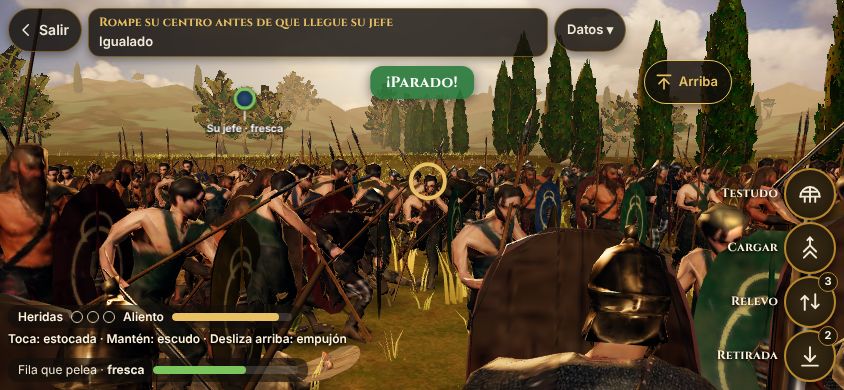 Salir
ROMPE SU CENTRO ANTES DE QUE LLEGUE SU JEFE
Igualado
Datos ▾
¡PARADO!
Arriba
Su jefe · fresca
TESTUDO
CARGAR
3
RELEVO
2
RETIRADA
Heridas
Aliento
Toca: estocada · Mantén: escudo · Desliza arriba: empujón
Fila que pelea · fresca